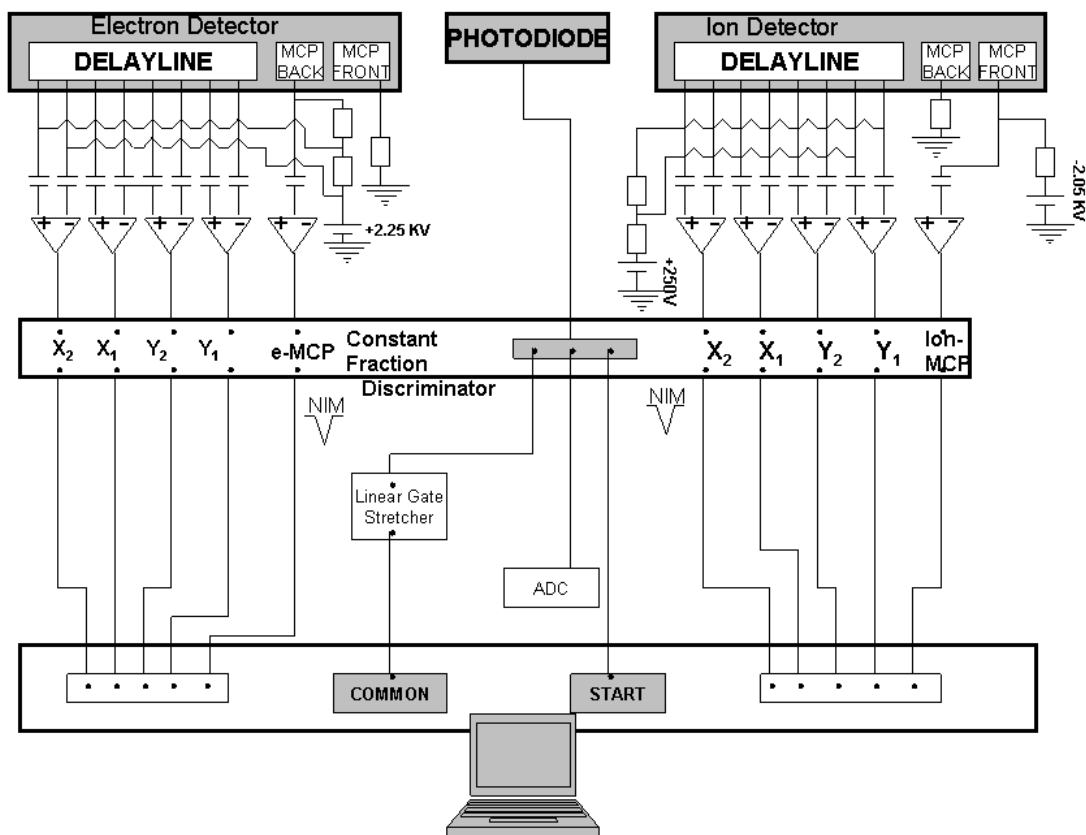 Electron Detector
DELAYLINE
MCP
BACK
MCP
FRONT
PHOTODIODE
Ion Detector
DELAYLINE
MCP
BACK
MCP
FRONT
+ -
+ -
+ -
+ -
+ -
+2.25 KV
+ -
+ -
+ -
+ -
+ -
+250V
-2.05 KV
X2
X1
Y2
Y1
e-MCP
Constant
Fraction
Discriminator
X2
X1
Y2
Y1
Ion-
MCP
NIM
NIM
Linear Gate
Stretcher
ADC
COMMON
START